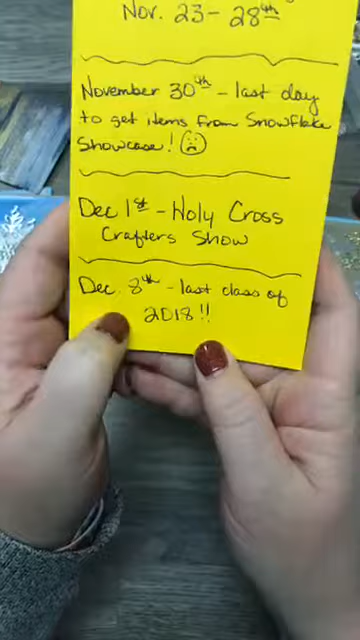 Nov. 23 - 28th
November 30th - last day
to get items from Snowflake
Showcase!
Dec 1st - Holy Cross
Crafters Show
Dec. 8th - last class of
2018!!